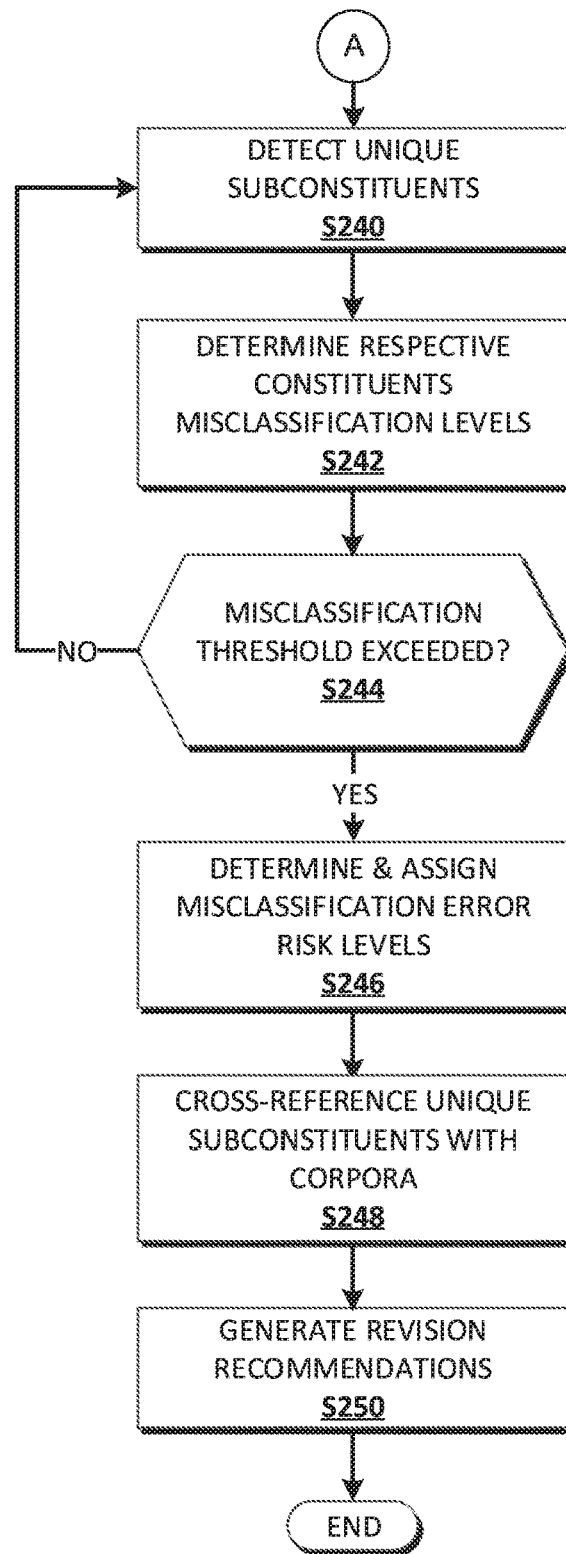 A
DETECT UNIQUE
SUBCONSTITUENTS
S240
DETERMINE RESPECTIVE
CONSTITUENTS
MISCLASSIFICATION LEVELS
S242
MISCLASSIFICATION
THRESHOLD EXCEEDED?
S244
NO
YES
DETERMINE & ASSIGN
MISCLASSIFICATION ERROR
RISK LEVELS
S246
CROSS-REFERENCE UNIQUE
SUBCONSTITUENTS WITH
CORPORA
S248
GENERATE REVISION
RECOMMENDATIONS
S250
END